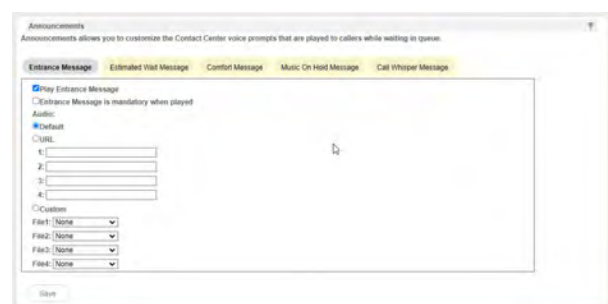 Announcements
Announcements allows you to customize the Contact Center voice prompts that are played to callers while waiting in queue.
Entrance Message Estimated Wait Message Comfort Message Music On Hold Message Call Whisper Message
Play Entrance Message
Entrance Message is mandatory when played
Audio:
Default
URL
1:
2:
3:
4:
Custom
File1: None
File2: None
File3: None
File4: None
Save